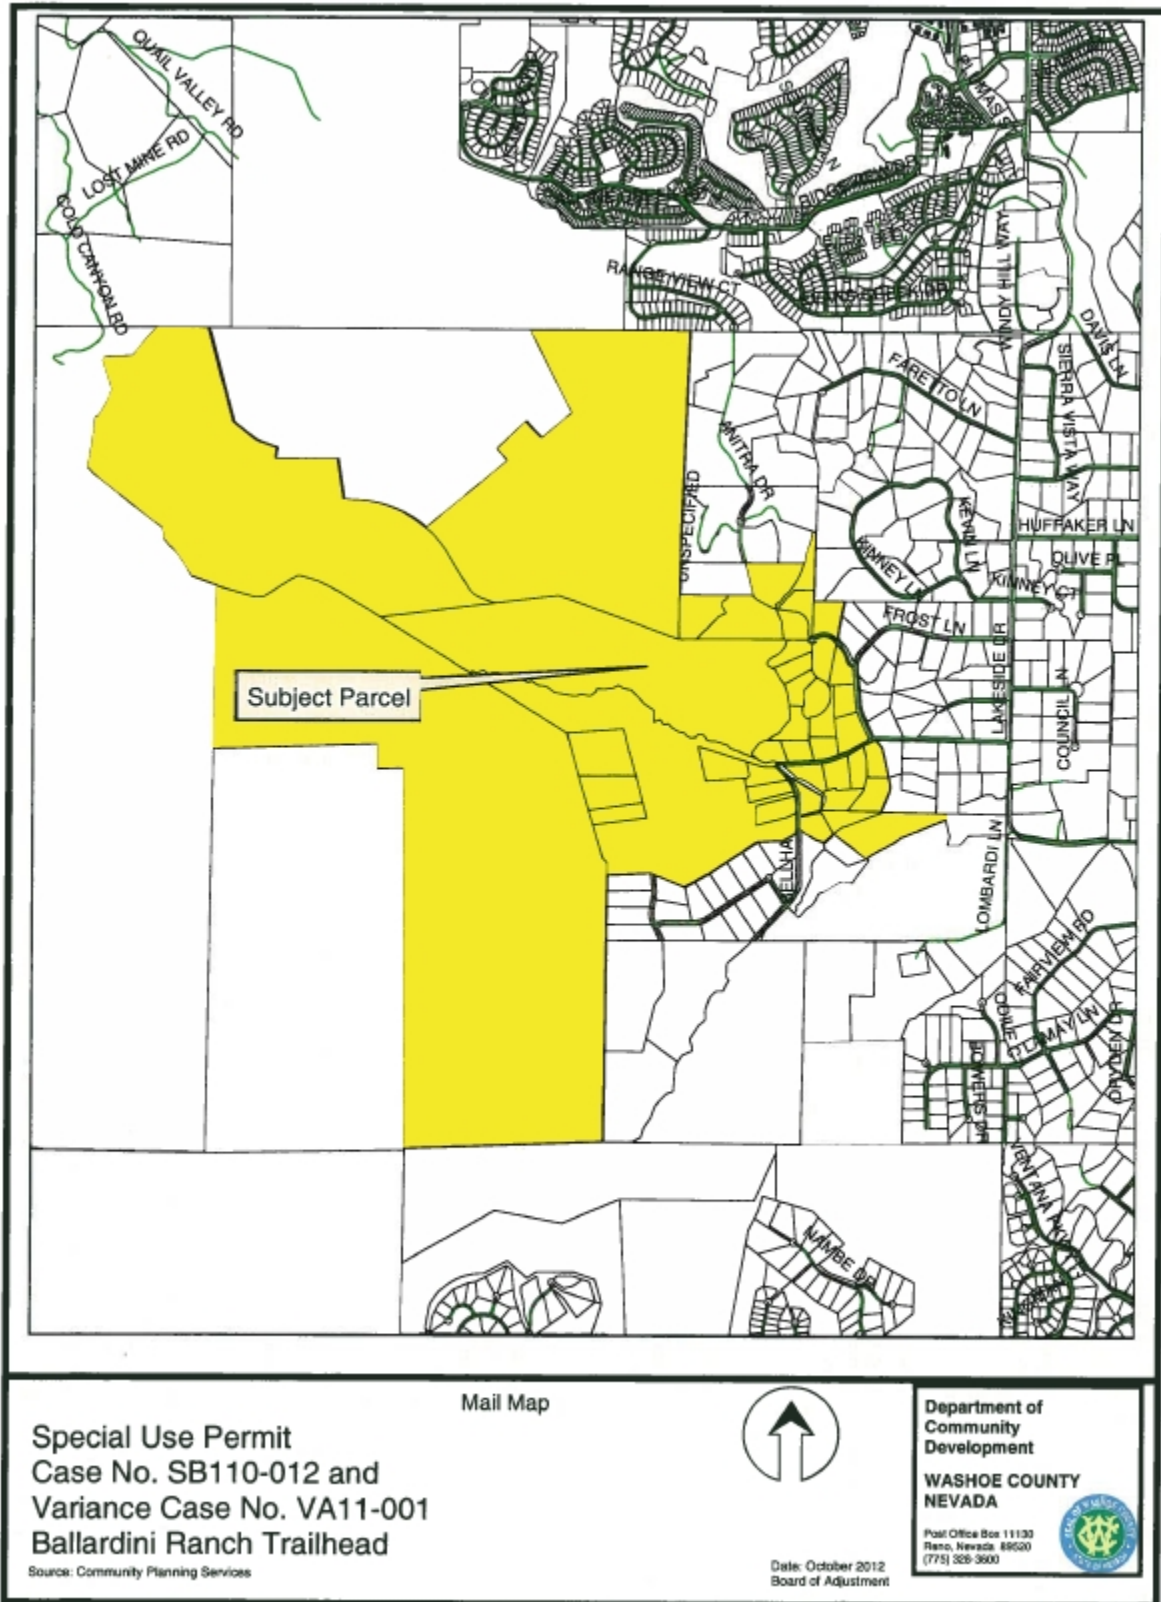 QUAIL VALLEY RD
LOST MINE RD
COLD CANYON RD
RANGE VIEW CT
WINDY HILL WAY
DAVIS LN
SIERRA VISTA WAY
FARETTO LN
ANITRA DR
UNSPECIFIED
KEVIN LN
HUFFAKER LN
OLIVE PL
KINNEY LN
KINNEY CT
FROST LN
LAKESIDE DR
COUNCIL LN
Subject Parcel
LOMBARDI LN
FAIRVIEW RD
LAMAY LN
DRYDEN DR
BOWERS DR
VENTANA PKWY
NAMBE DR
Mail Map
Special Use Permit
Case No. SB110-012 and
Variance Case No. VA11-001
Ballardini Ranch Trailhead
Source: Community Planning Services
Date: October 2012
Board of Adjustment
Department of
Community
Development
WASHOE COUNTY
NEVADA
Post Office Box 11130
Reno, Nevada 89520
(775) 328-3600